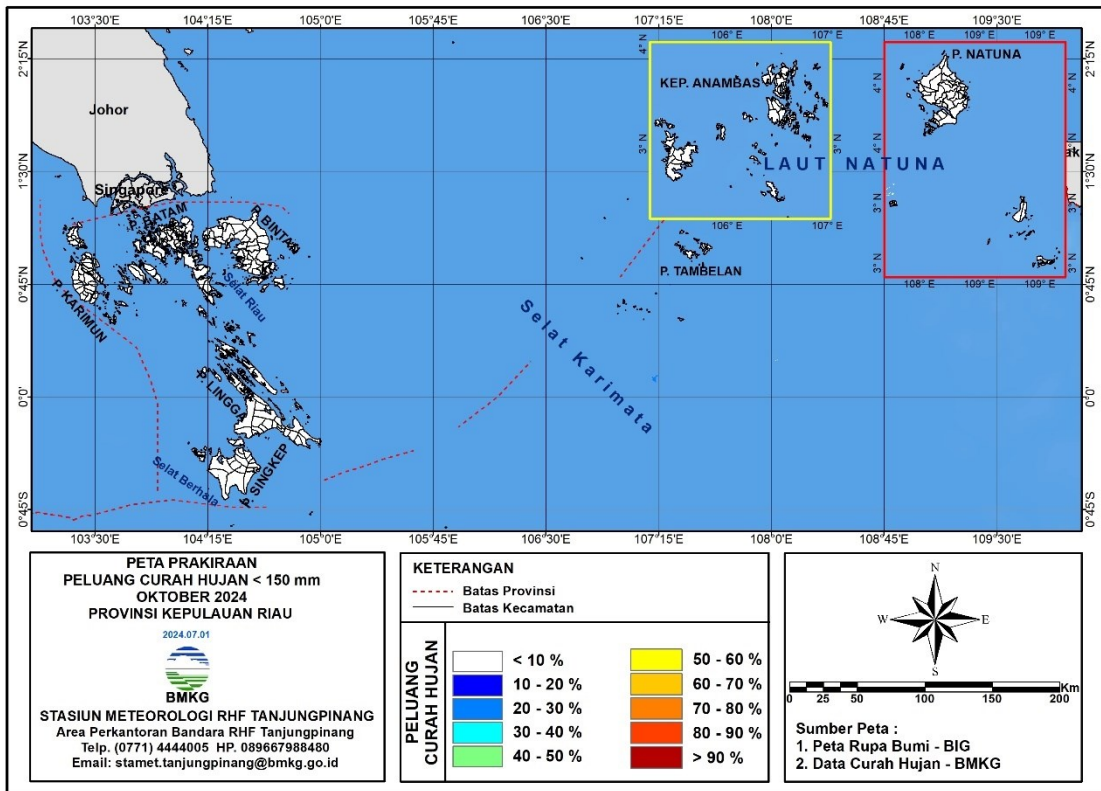 103°30'E 104°15'E 105°0'E 105°45'E 106°30'E 107°15'E 108°0'E 108°45'E 109°30'E
2°15'N 1°30'N 0°45'N 0°0' 0°45'S
Johor
Singapore
P. BATAM
P. BINTAN
P. KARIMUN
Selat Riau
P. LINGGA
P. SINGKEP
Selat Berhala
Selat Karimata
P. TAMBELAN
106° E 107° E
4° N 3° N
KEP. ANAMBAS
3° N
106° E 107° E
LAUT NATUNA
108° E 109° E 109° E
P. NATUNA
4° N 4° N
4° N 4° N
3° N 3° N
3° N 3° N
108° E 109° E 109° E
ak
2°15'N 1°30'N 0°45'N 0°0' 0°45'S
103°30'E 104°15'E 105°0'E 105°45'E 106°30'E 107°15'E 108°0'E 108°45'E 109°30'E
PETA PRAKIRAAN
PELUANG CURAH HUJAN < 150 mm
OKTOBER 2024
PROVINSI KEPULAUAN RIAU
2024.07.01
BMKG
STASIUN METEOROLOGI RHF TANJUNGPINANG
Area Perkantoran Bandara RHF Tanjungpinang
Telp. (0771) 4444005 HP. 089667988480
Email: stamet.tanjungpinang@bmkg.go.id
KETERANGAN
Batas Provinsi
Batas Kecamatan
PELUANG
CURAH HUJAN
< 10 %
10 - 20 %
20 - 30 %
30 - 40 %
40 - 50 %
50 - 60 %
60 - 70 %
70 - 80 %
80 - 90 %
> 90 %
N
W E
S
0 25 50 100 150 200 Km
Sumber Peta :
1. Peta Rupa Bumi - BIG
2. Data Curah Hujan - BMKG